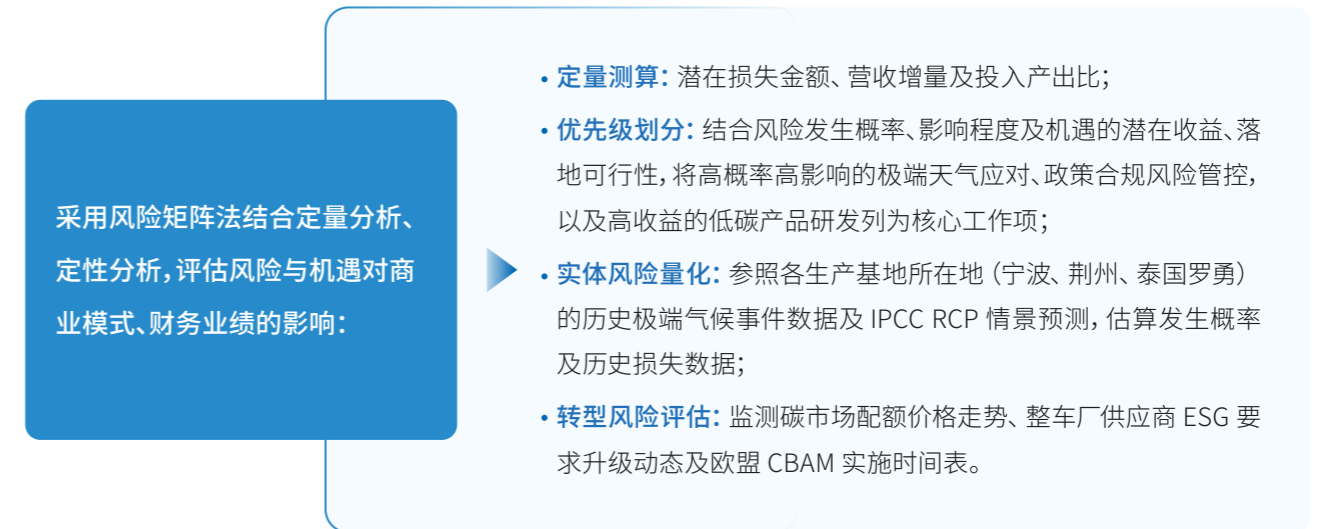 采用风险矩阵法结合定量分析、
定性分析，评估风险与机遇对商
业模式、财务业绩的影响：
• 定量测算：潜在损失金额、营收增量及投入产出比；
• 优先级划分：结合风险发生概率、影响程度及机遇的潜在收益、落
地可行性，将高概率高影响的极端天气应对、政策合规风险管控，
以及高收益的低碳产品研发列为核心工作项；
• 实体风险量化：参照各生产基地所在地（宁波、荆州、泰国罗勇）
的历史极端气候事件数据及 IPCC RCP 情景预测，估算发生概率
及历史损失数据；
• 转型风险评估：监测碳市场配额价格走势、整车厂供应商 ESG 要
求升级动态及欧盟 CBAM 实施时间表。